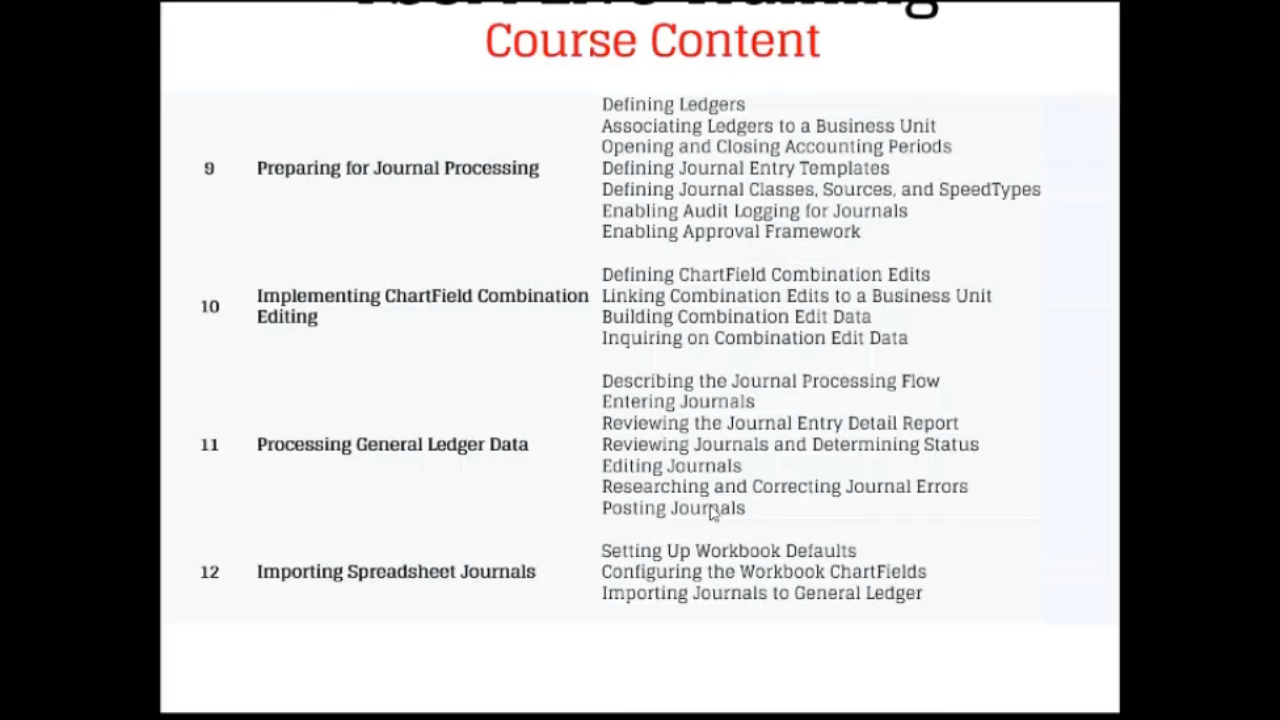 Course Content
9 Preparing for Journal Processing
Defining Ledgers
Associating Ledgers to a Business Unit
Opening and Closing Accounting Periods
Defining Journal Entry Templates
Defining Journal Classes, Sources, and SpeedTypes
Enabling Audit Logging for Journals
Enabling Approval Framework
10 Implementing ChartField Combination
Editing
Defining ChartField Combination Edits
Linking Combination Edits to a Business Unit
Building Combination Edit Data
Inquiring on Combination Edit Data
11 Processing General Ledger Data
Describing the Journal Processing Flow
Entering Journals
Reviewing the Journal Entry Detail Report
Reviewing Journals and Determining Status
Editing Journals
Researching and Correcting Journal Errors
Posting Journals
12 Importing Spreadsheet Journals
Setting Up Workbook Defaults
Configuring the Workbook ChartFields
Importing Journals to General Ledger